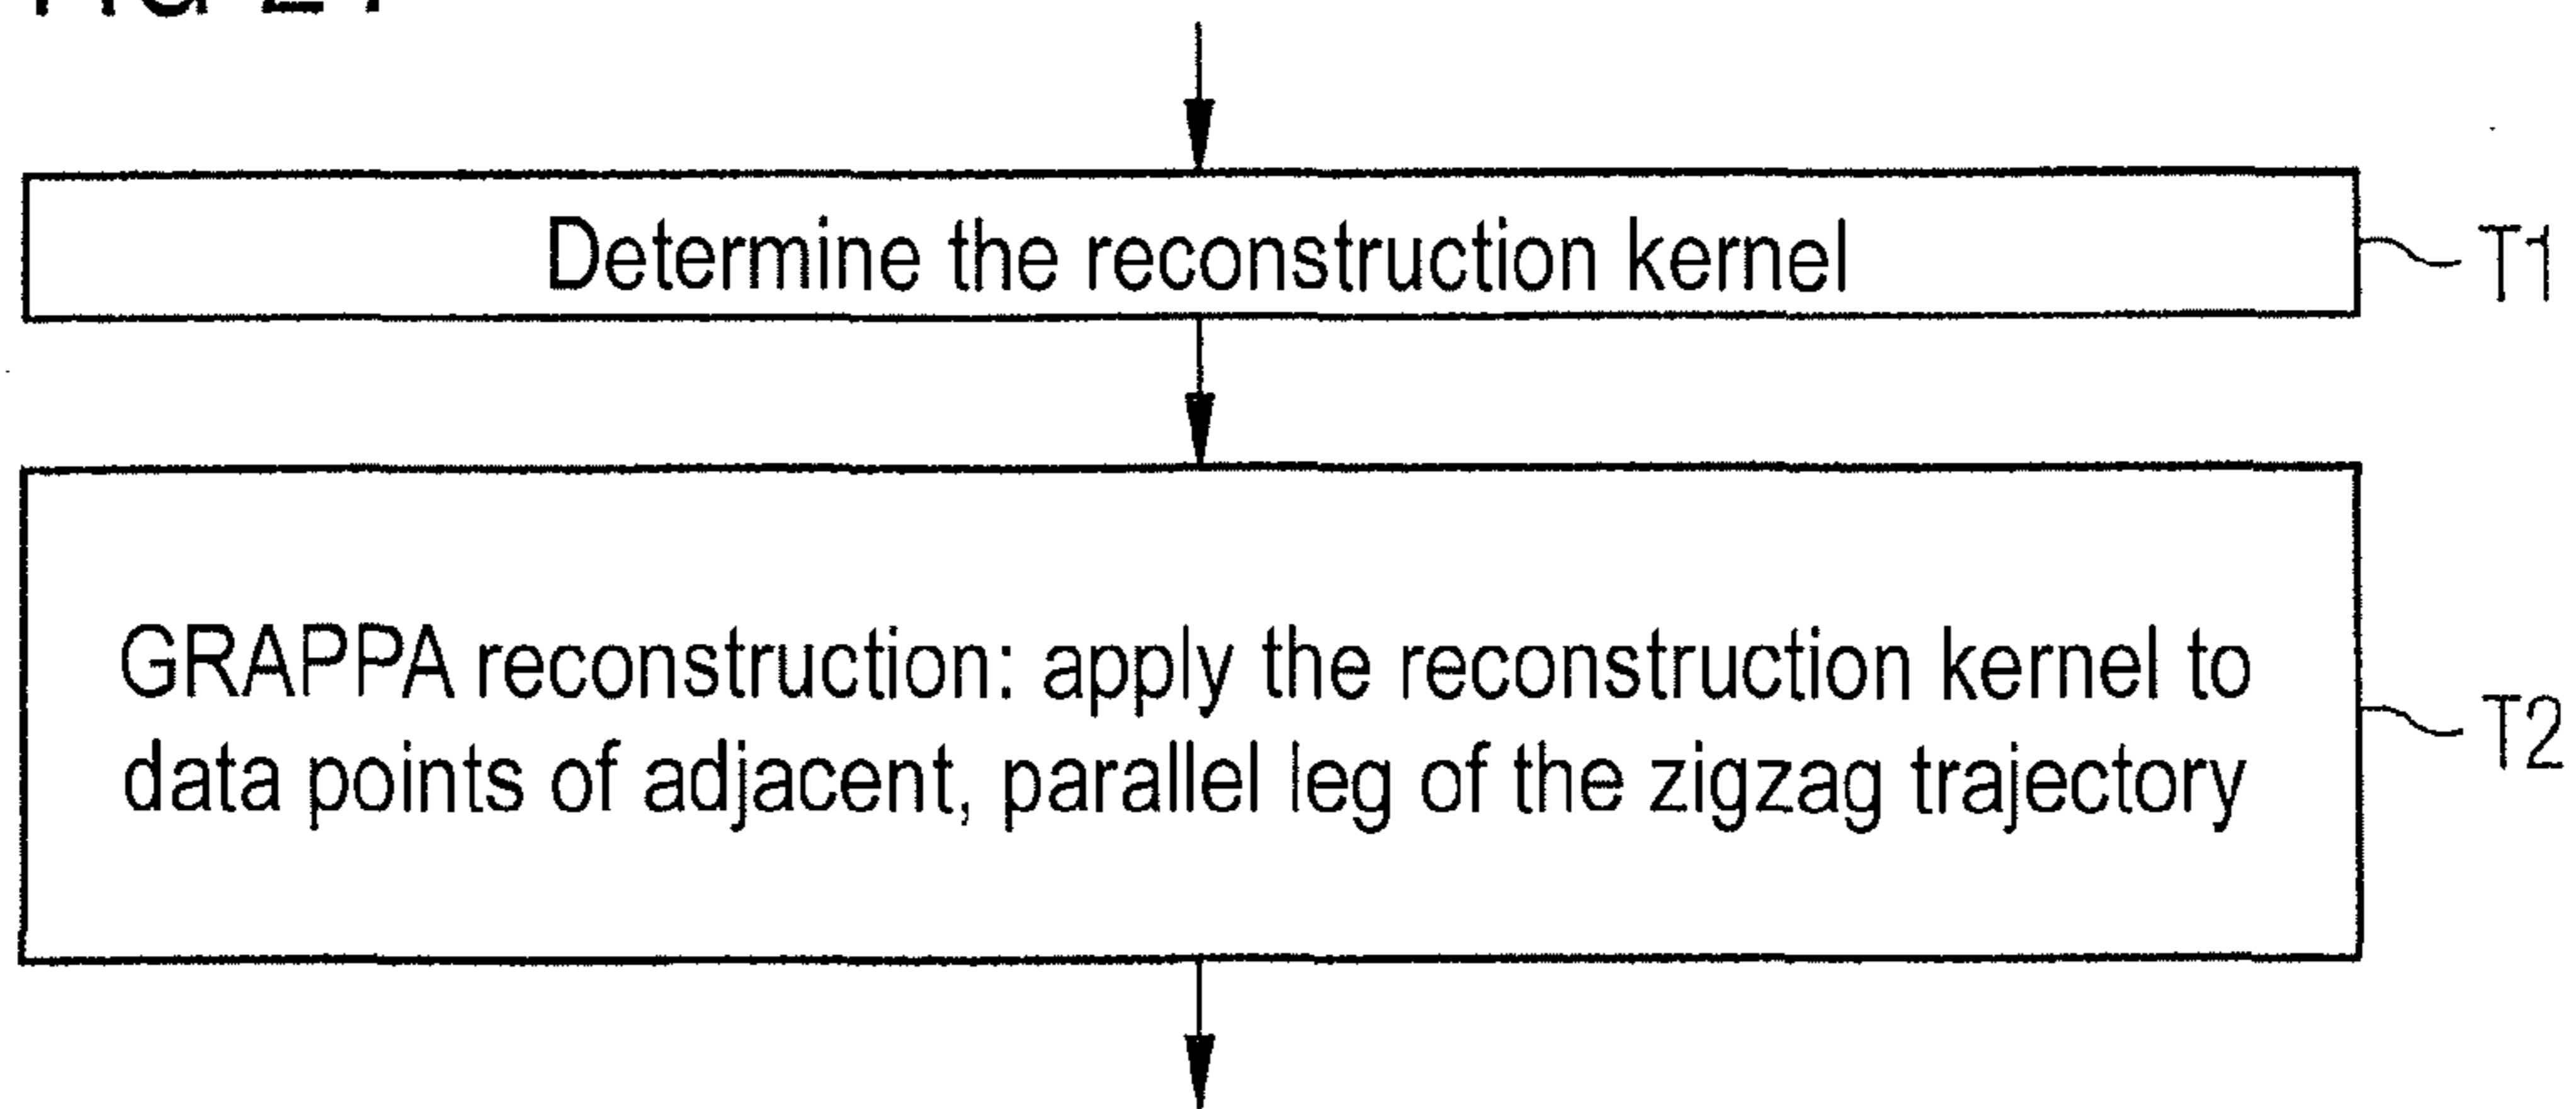 Determine the reconstruction kernel
T1
GRAPPA reconstruction: apply the reconstruction kernel to
data points of adjacent, parallel leg of the zigzag trajectory
T2